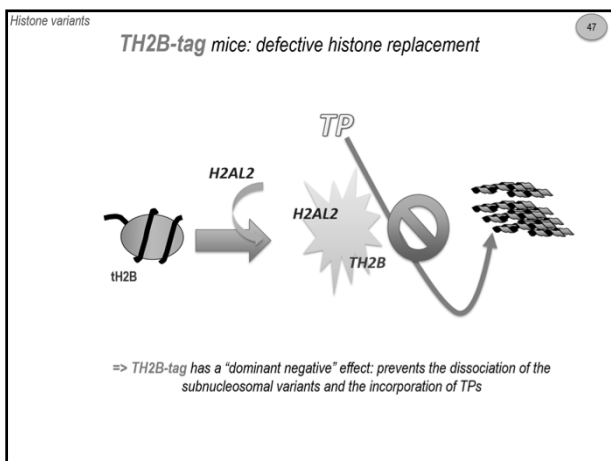 Histone variants
47
TH2B-tag mice: defective histone replacement
TP
H2AL2
H2AL2
TH2B
tH2B
=> TH2B-tag has a “dominant negative” effect: prevents the dissociation of the
subnucleosomal variants and the incorporation of TPs